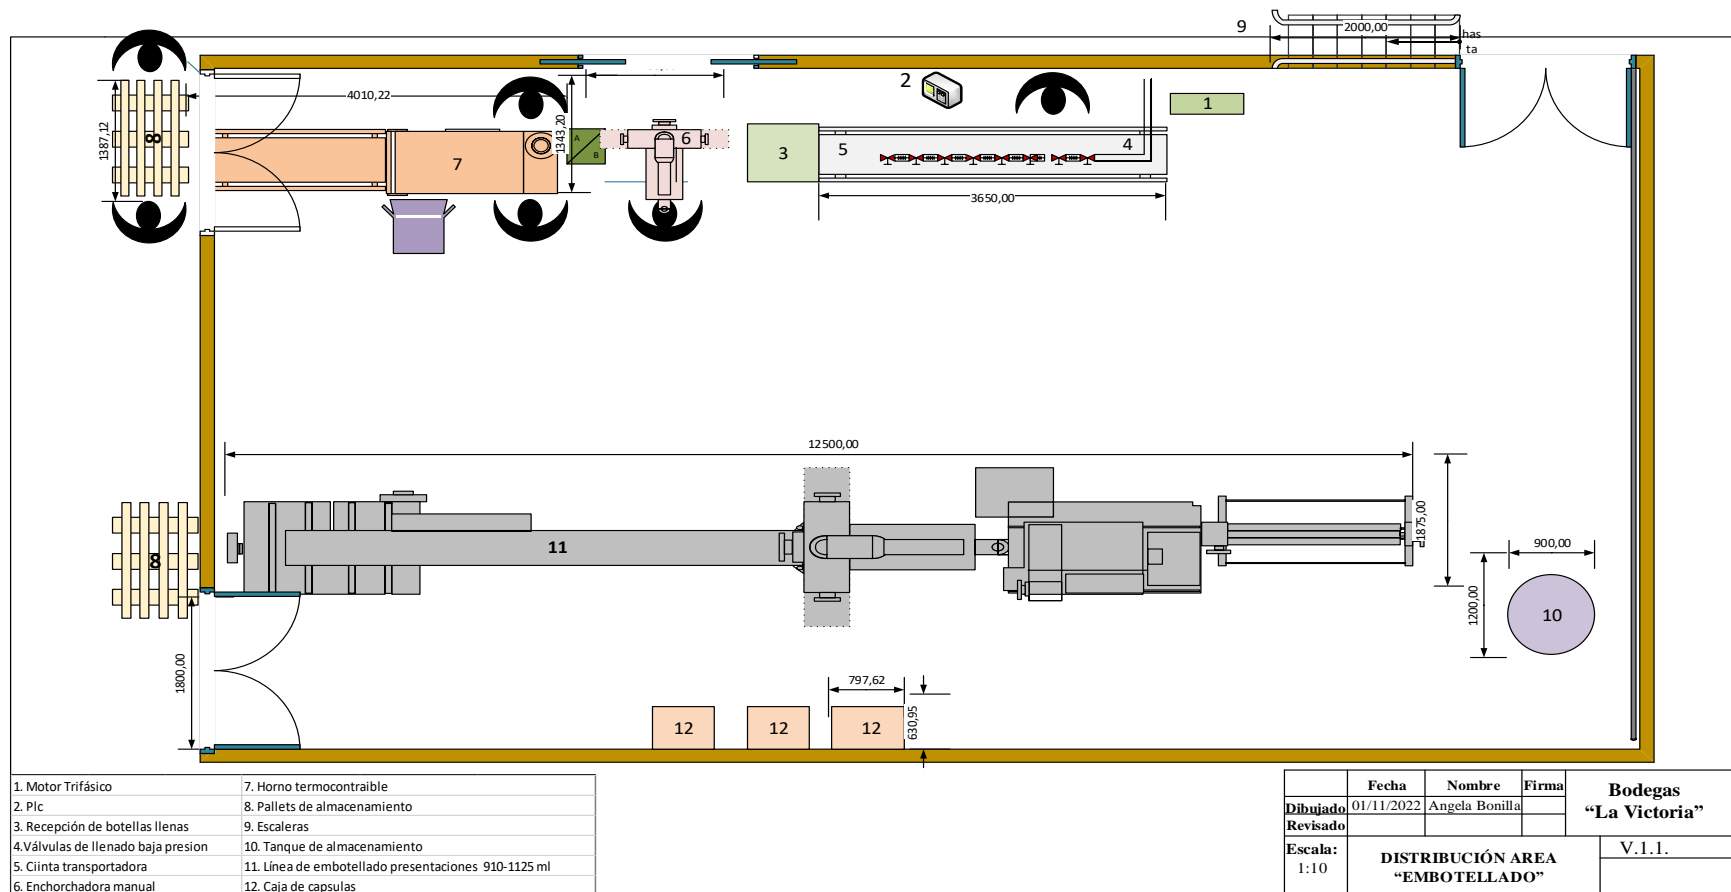 9
2000,00
has
ta
2
1
4010,22
1387,12
8
7
1343,20
A
B
6
3
5
4
3650,00
12500,00
11
1875,00
8
900,00
1200,00
10
1800,00
797,62
630,95
12
12
12
1. Motor Trifásico
7. Horno termocontraible
2. Plc
8. Pallets de almacenamiento
3. Recepción de botellas llenas
9. Escaleras
4.Válvulas de llenado baja presion
10. Tanque de almacenamiento
5. Ciinta transportadora
11. Línea de embotellado presentaciones 910-1125 ml
6. Enchorchadora manual
12. Caja de capsulas
Fecha Nombre Firma
Dibujado 01/11/2022 Angela Bonilla
Revisado
Bodegas
“La Victoria”
Escala:
1:10
DISTRIBUCIÓN AREA
“EMBOTELLADO”
V.1.1.